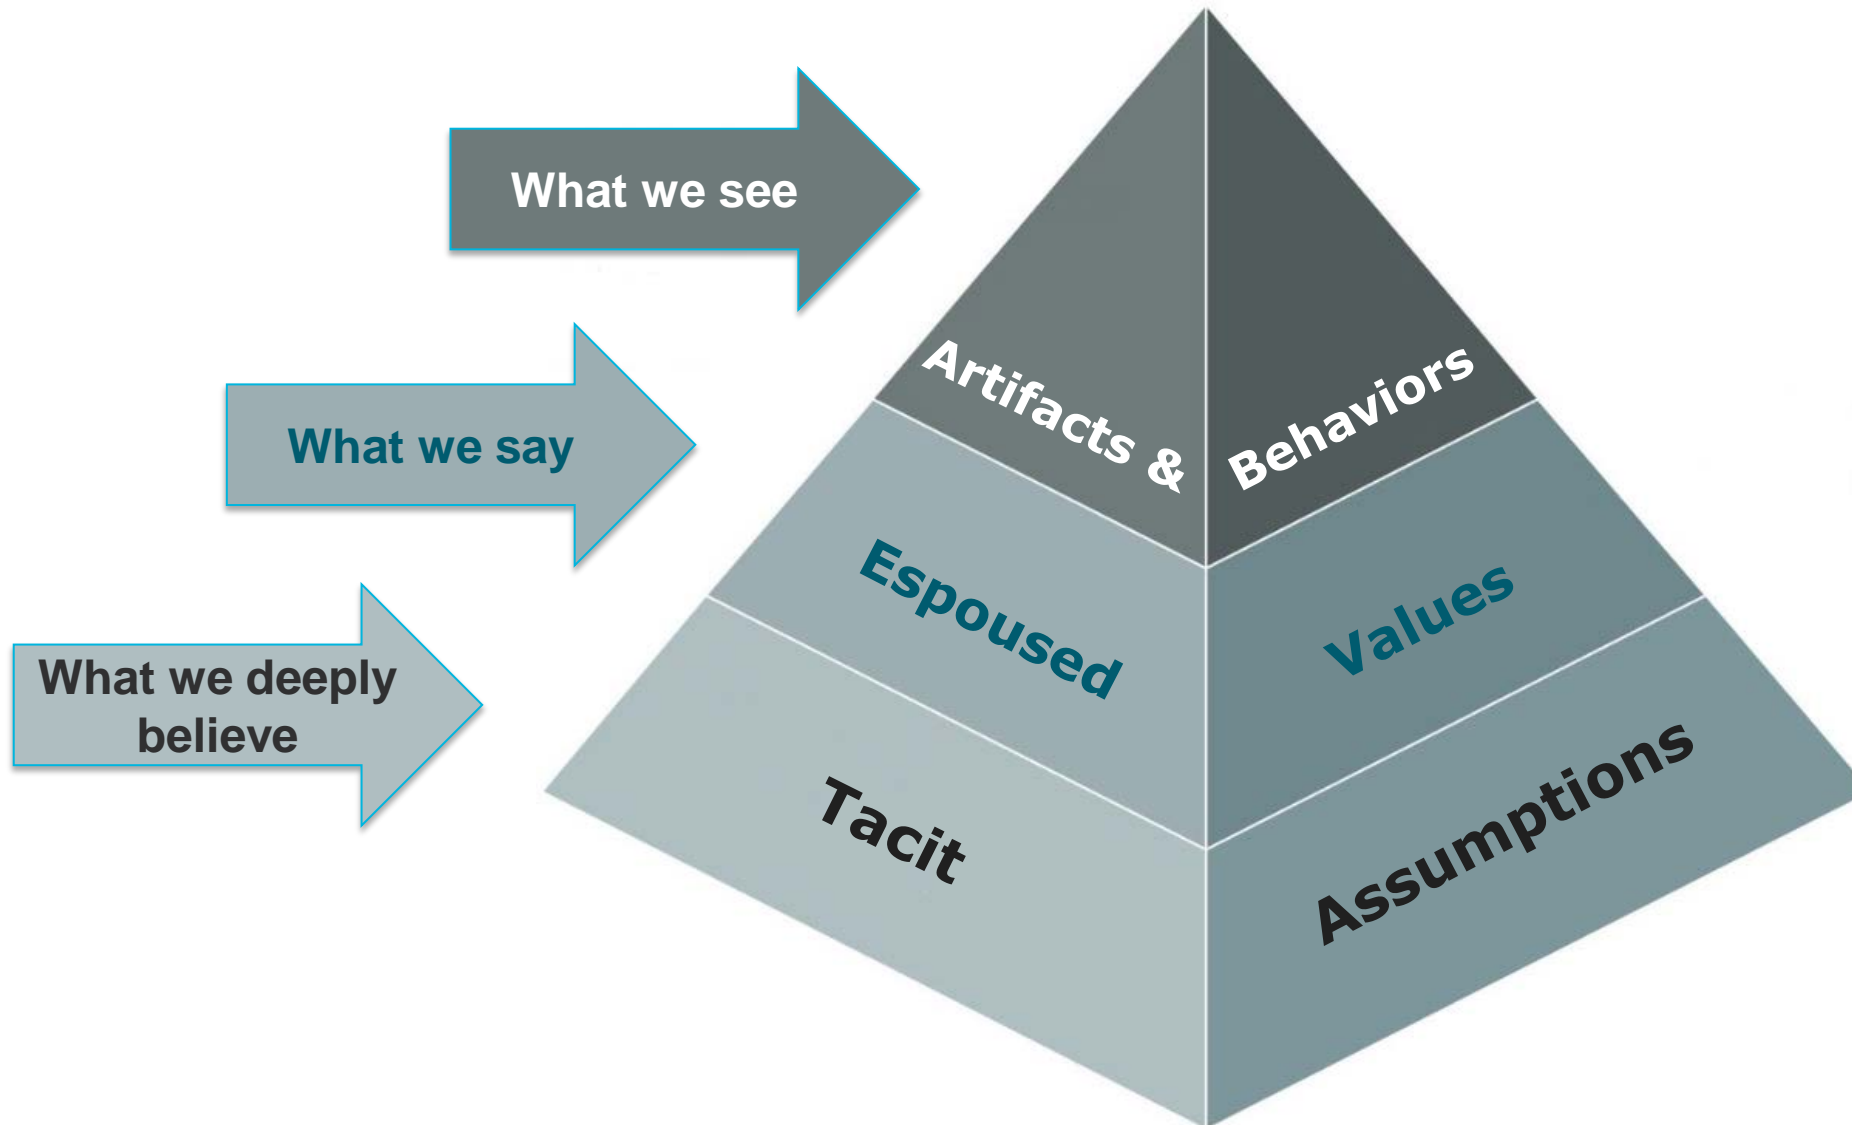 What we see
Artifacts & Behaviors
What we say
Espoused Values
What we deeply
believe
Tacit Assumptions